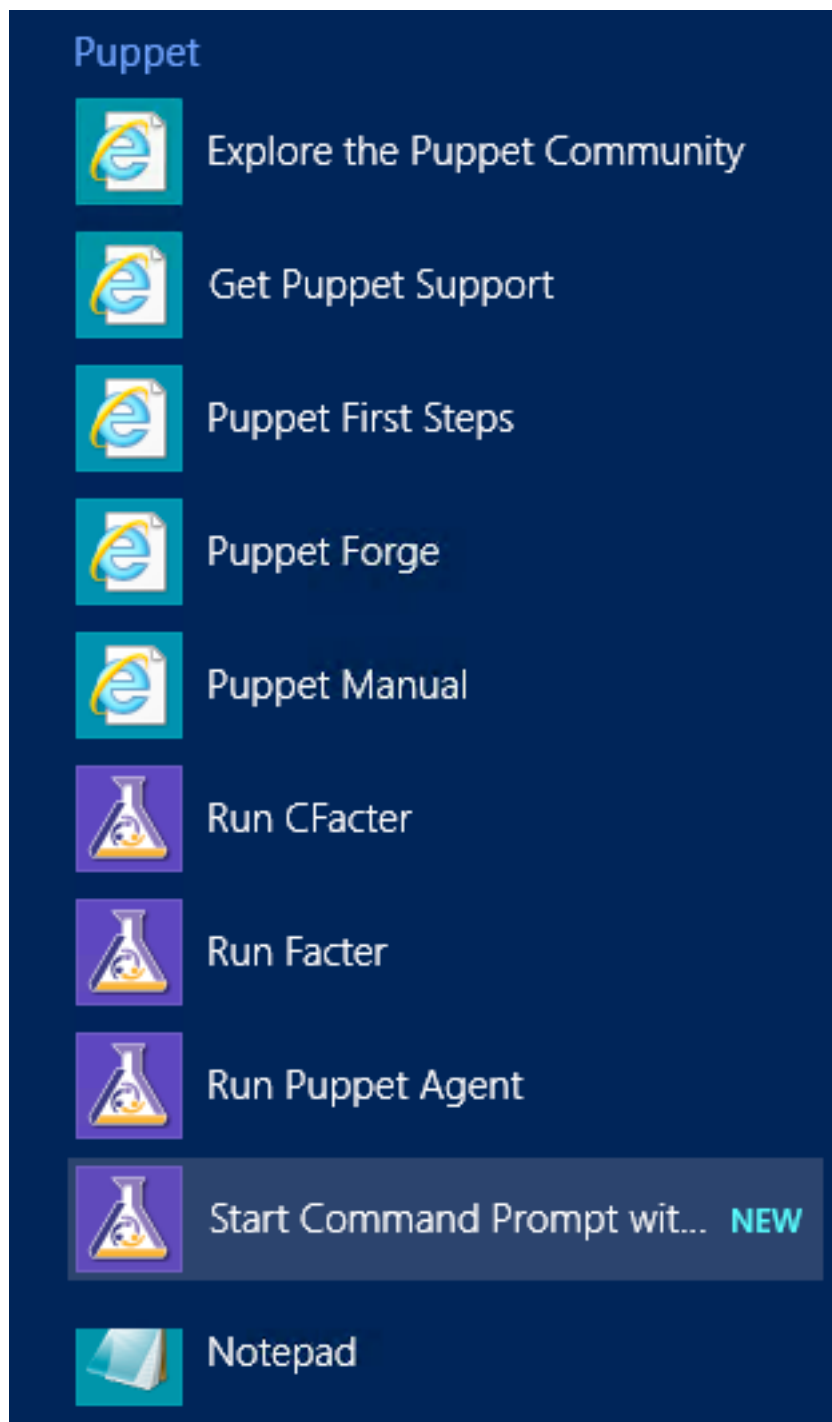 Puppet
Explore the Puppet Community
Get Puppet Support
Puppet First Steps
Puppet Forge
Puppet Manual
Run CFacter
Run Facter
Run Puppet Agent
Start Command Prompt wit... NEW
Notepad